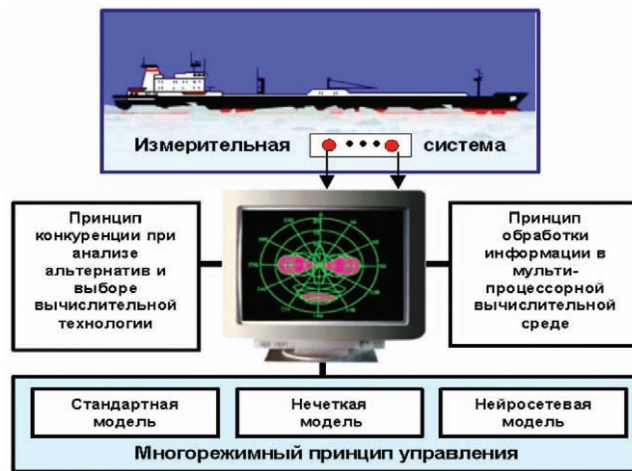 Измерительная система
Принцип
конкуренции при
анализе
альтернатив и
выборе
вычислительной
технологии
Принцип
обработки
информации в
мульти-
процессорной
вычислительной
среде
Стандартная
модель
Нечеткая
модель
Нейросетевая
модель
Многорежимный принцип управления